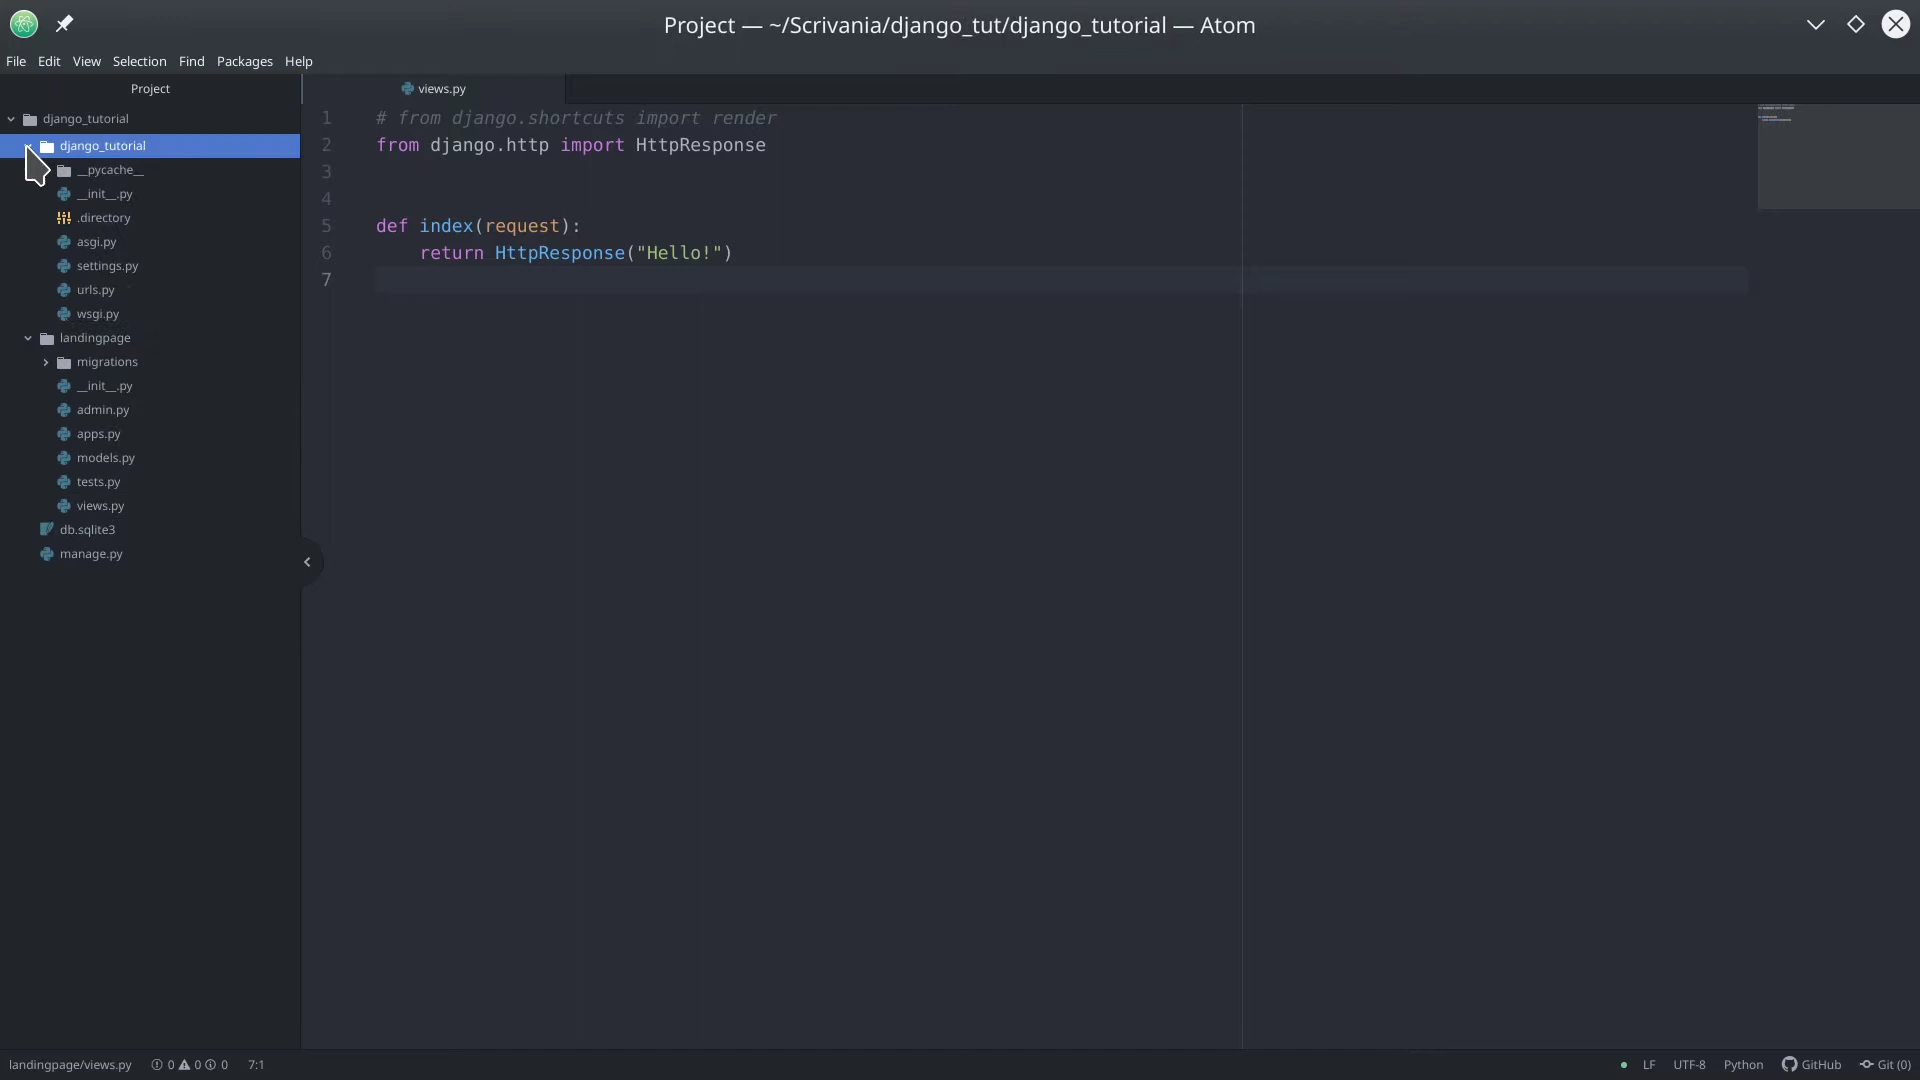 Project — ~/Scrivania/django_tut/django_tutorial — Atom
File Edit View Selection Find Packages Help
Project
views.py
django_tutorial
django_tutorial
__pycache__
__init__.py
.directory
asgi.py
settings.py
urls.py
wsgi.py
landingpage
migrations
__init__.py
admin.py
apps.py
models.py
tests.py
views.py
db.sqlite3
manage.py
1 # from django.shortcuts import render
2 from django.http import HttpResponse
3
4
5 def index(request):
6     return HttpResponse("Hello!")
7
landingpage/views.py 0 0 0 7:1
LF UTF-8 Python GitHub Git (0)